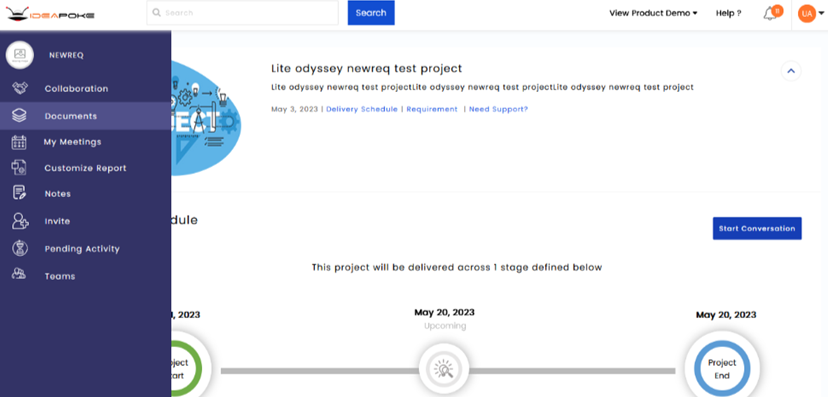 IDEAPOKE
Search
Search
View Product Demo
Help ?
8
UA
NEWREQ
Collaboration
Documents
My Meetings
Customize Report
Notes
Invite
Pending Activity
Teams
Lite odyssey newreq test project
Lite odyssey newreq test projectLite odyssey newreq test projectLite odyssey newreq test project
May 3, 2023 | Delivery Schedule | Requirement | Need Support?
dule
Start Conversation
This project will be delivered across 1 stage defined below
, 2023
May 20, 2023
Upcoming
May 20, 2023
oject
tart
Project
End